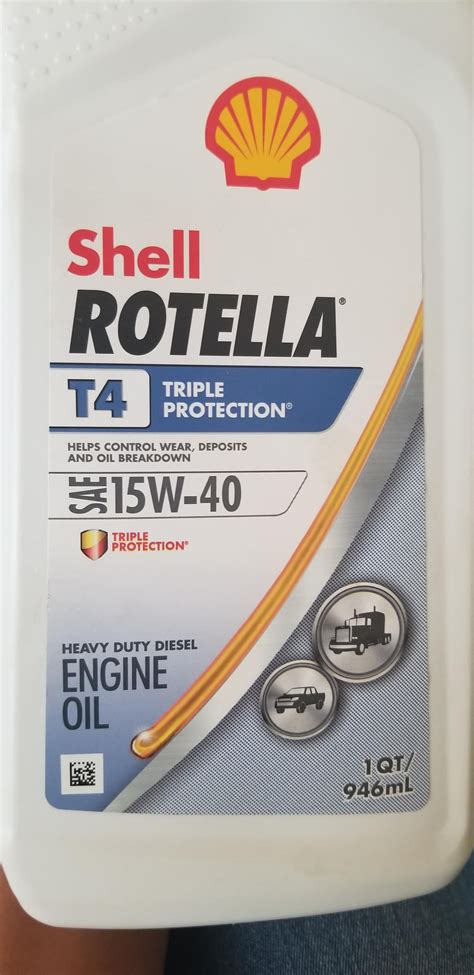 Shell
ROTELLA®
T4 TRIPLE
PROTECTION®
HELPS CONTROL WEAR, DEPOSITS
AND OIL BREAKDOWN
SAE 15W-40
TRIPLE
PROTECTION®
HEAVY DUTY DIESEL
ENGINE
OIL
1 QT/
946mL